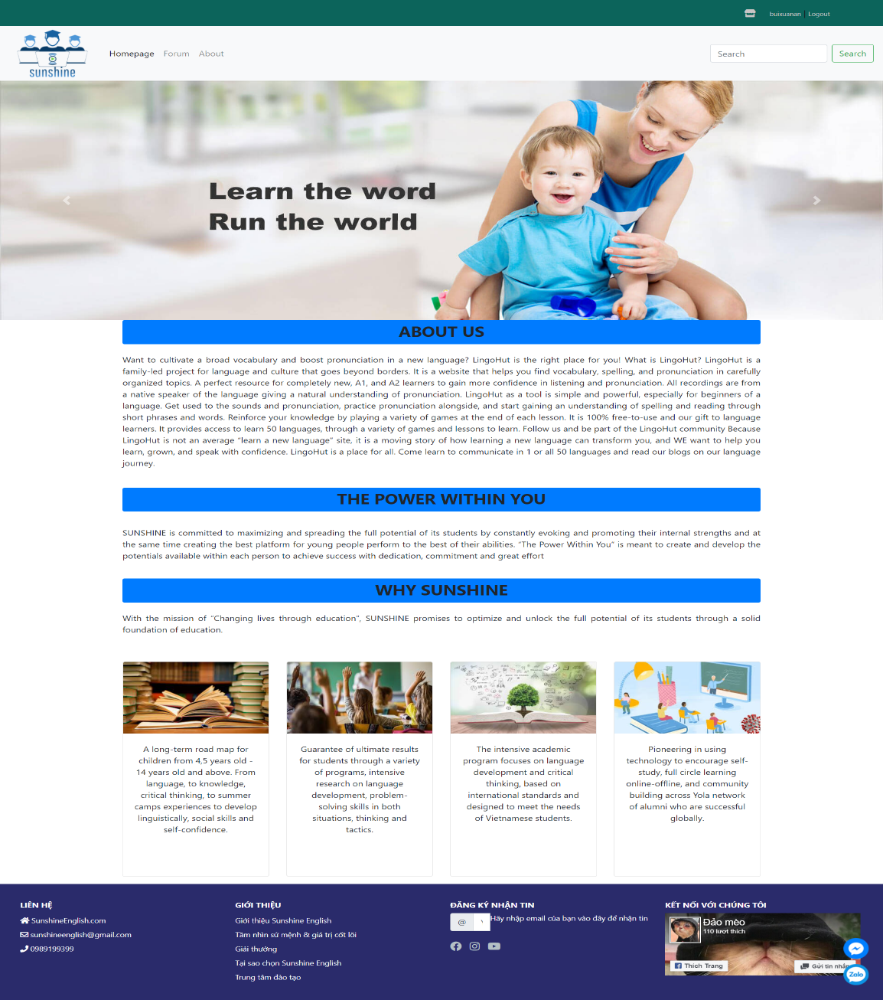 buixuanan | Logout
sunshine
Homepage Forum About
Search Search
Learn the word
Run the world
ABOUT US
Want to cultivate a broad vocabulary and boost pronunciation in a new language? LingoHut is the right place for you! What is LingoHut? LingoHut is a
family-led project for language and culture that goes beyond borders. It is a website that helps you find vocabulary, spelling, and pronunciation in carefully
organized topics. A perfect resource for completely new, A1, and A2 learners to gain more confidence in listening and pronunciation. All recordings are from
a native speaker of the language giving a natural understanding of pronunciation. LingoHut as a tool is simple and powerful, especially for beginners of a
language. Get used to the sounds and pronunciation, practice pronunciation alongside, and start gaining an understanding of spelling and reading through
short phrases and words. Reinforce your knowledge by playing a variety of games at the end of each lesson. It is 100% free-to-use and our gift to language
learners. It provides access to learn 50 languages, through a variety of games and lessons to learn. Follow us and be part of the LingoHut community Because
LingoHut is not an average “learn a new language” site, it is a moving story of how learning a new language can transform you, and WE want to help you
learn, grown, and speak with confidence. LingoHut is a place for all. Come learn to communicate in 1 or all 50 languages and read our blogs on our language
journey.
THE POWER WITHIN YOU
SUNSHINE is committed to maximizing and spreading the full potential of its students by constantly evoking and promoting their internal strengths and at
the same time creating the best platform for young people perform to the best of their abilities. “The Power Within You” is meant to create and develop the
potentials available within each person to achieve success with dedication, commitment and great effort
WHY SUNSHINE
With the mission of “Changing lives through education”, SUNSHINE promises to optimize and unlock the full potential of its students through a solid
foundation of education.
A long-term road map for
children from 4,5 years old -
14 years old and above. From
language, to knowledge,
critical thinking, to summer
camps experiences to develop
linguistically, social skills and
self-confidence.
Guarantee of ultimate results
for students through a variety
of programs, intensive
research on language
development, problem-
solving skills in both
situations, thinking and
tactics.
The intensive academic
program focuses on language
development and critical
thinking, based on
international standards and
designed to meet the needs
of Vietnamese students.
Pioneering in using
technology to encourage self-
study, full circle learning
online-offline, and community
building across Yola network
of alumni who are successful
globally.
LIÊN HỆ
SunshineEnglish.com
sunshineenglish@gmail.com
0989199399
GIỚI THIỆU
Giới thiệu Sunshine English
Tầm nhìn sứ mệnh & giá trị cốt lõi
Giải thưởng
Tại sao chọn Sunshine English
Trung tâm đào tạo
ĐĂNG KÝ NHẬN TIN
@ Hãy nhập email của bạn vào đây để nhận tin
KẾT NỐI VỚI CHÚNG TÔI
Đảo mèo
110 lượt thích
Thích Trang
Gửi tin nhắn
Zalo